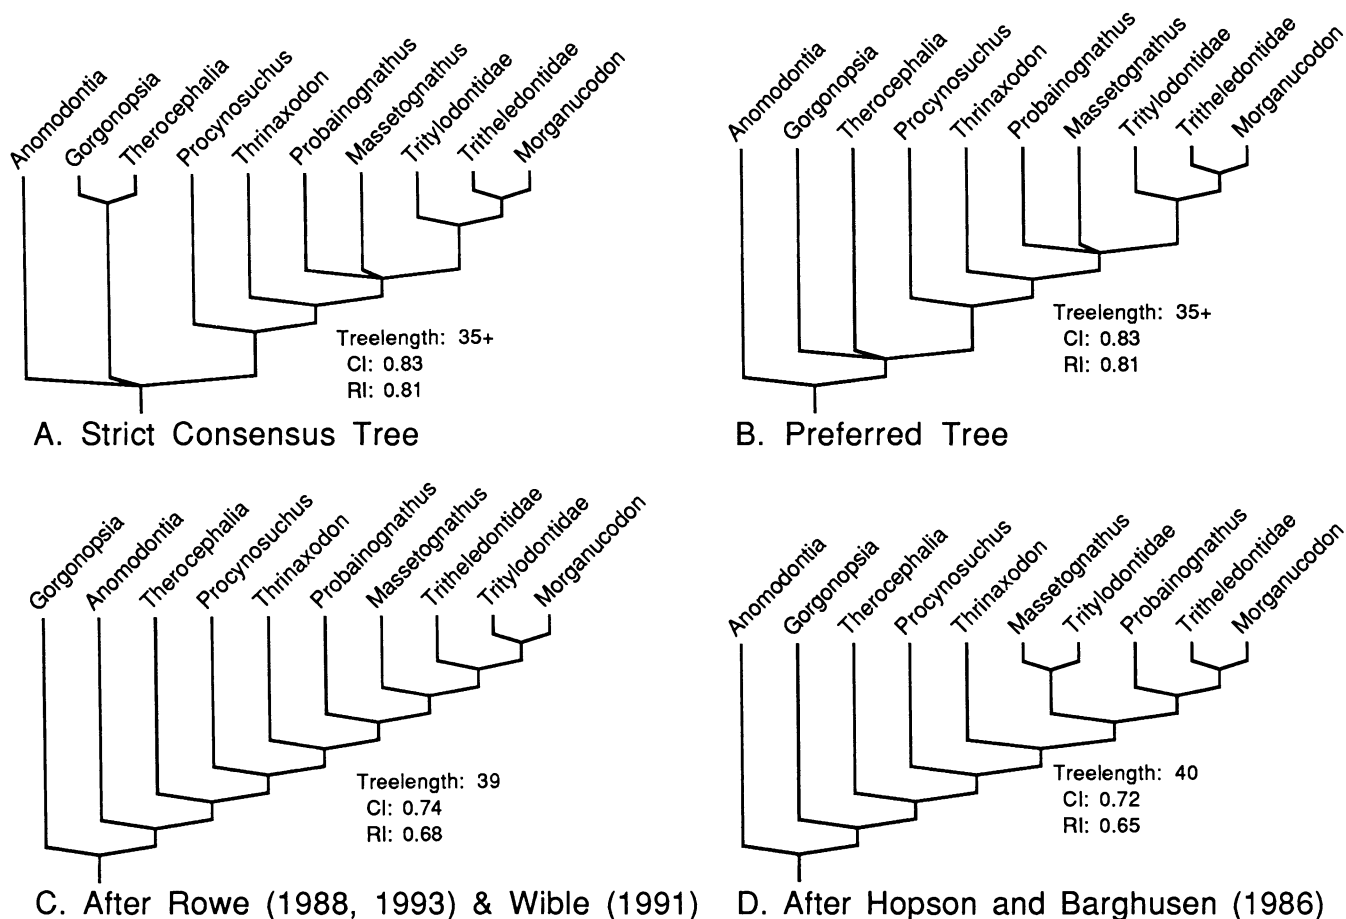 Anomodontia
Gorgonopsia
Therocephalia
Procynosuchus
Thrinaxodon
Probainognathus
Massetognathus
Tritylodontidae
Tritheledontidae
Morganucodon
Treelength: 35+
CI: 0.83
RI: 0.81
A. Strict Consensus Tree
Anomodontia
Gorgonopsia
Therocephalia
Procynosuchus
Thrinaxodon
Probainognathus
Massetognathus
Tritylodontidae
Tritheledontidae
Morganucodon
Treelength: 35+
CI: 0.83
RI: 0.81
B. Preferred Tree
Gorgonopsia
Anomodontia
Therocephalia
Procynosuchus
Thrinaxodon
Probainognathus
Massetognathus
Tritheledontidae
Tritylodontidae
Morganucodon
Treelength: 39
CI: 0.74
RI: 0.68
C. After Rowe (1988, 1993) & Wible (1991)
Anomodontia
Gorgonopsia
Therocephalia
Procynosuchus
Thrinaxodon
Massetognathus
Tritylodontidae
Probainognathus
Tritheledontidae
Morganucodon
Treelength: 40
CI: 0.72
RI: 0.65
D. After Hopson and Barghusen (1986)